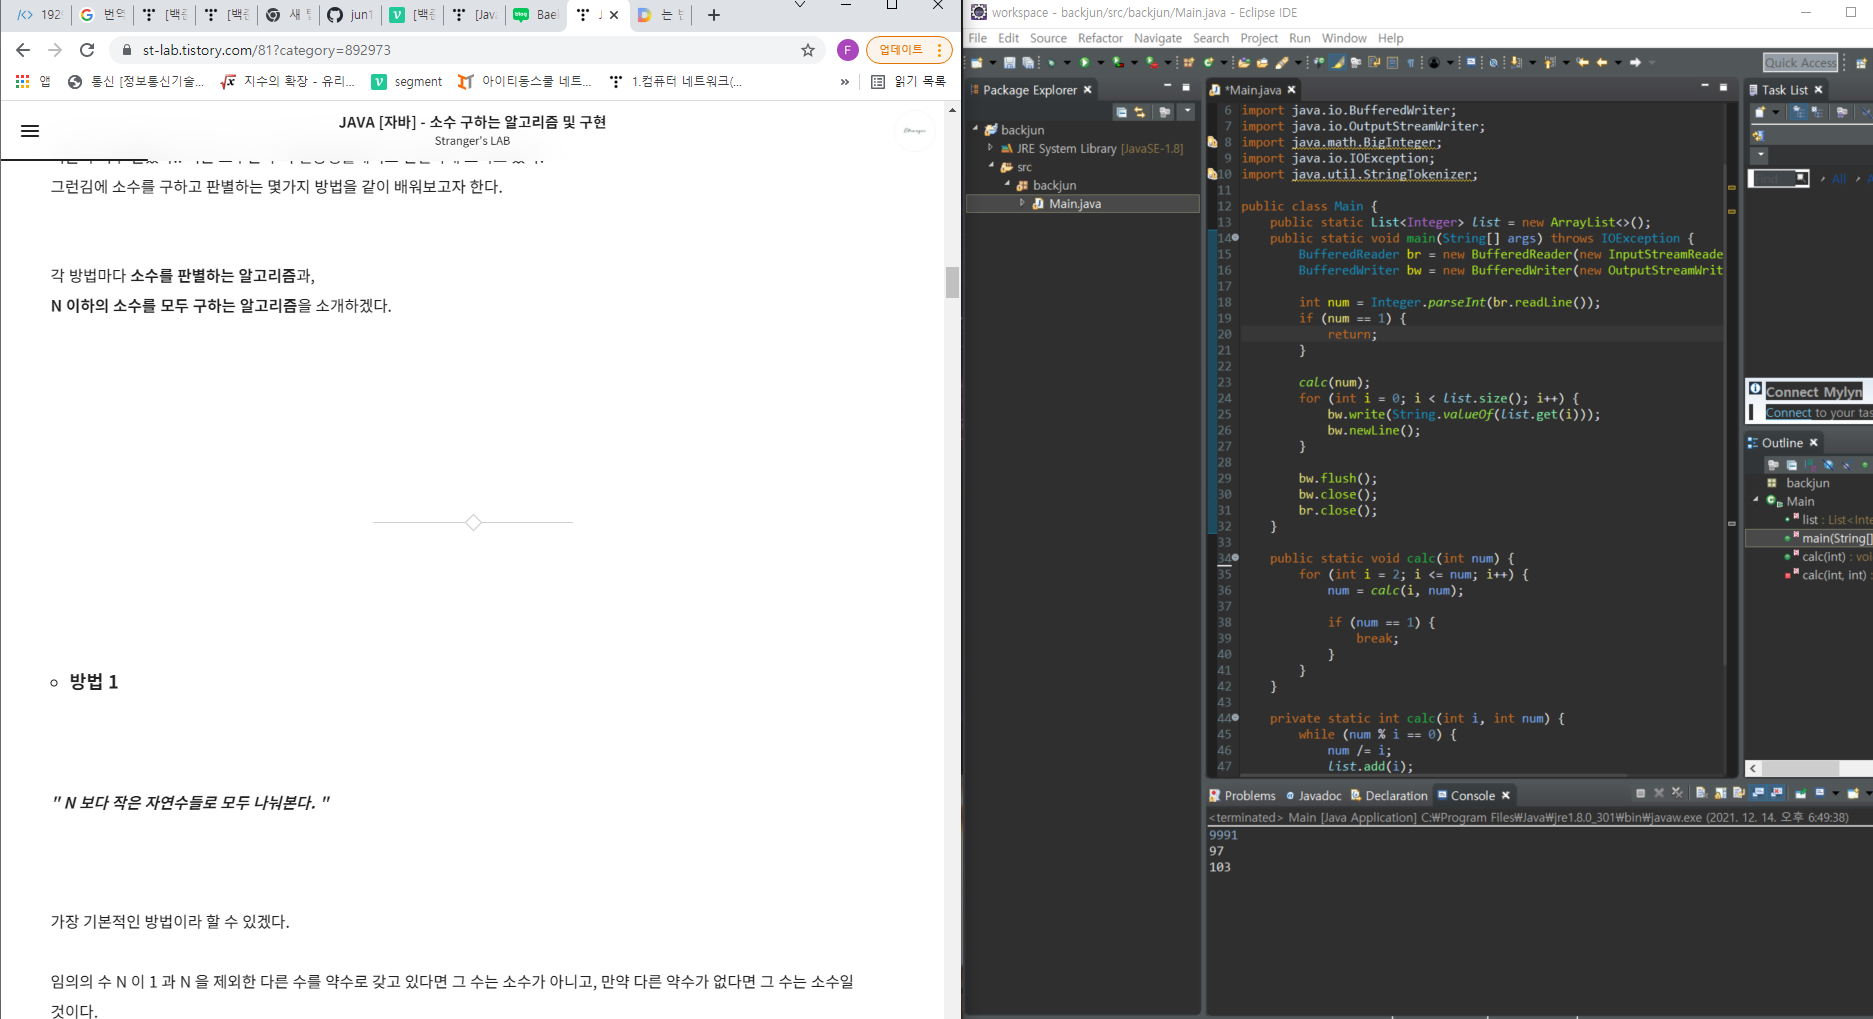 192
번역
[백준
[백준
새 탭
jun1
[백준
[Jav
Bae
J
는 ն
st-lab.tistory.com/81?category=892973
F
업데이트
앱
통신 [정보통신기술...
지수의 확장 - 유리...
segment
아이티동스쿨 네트...
1.컴퓨터 네트워크(...
»
읽기 목록
JAVA [자바] - 소수 구하는 알고리즘 및 구현
Stranger's LAB
그런김에 소수를 구하고 판별하는 몇가지 방법을 같이 배워보고자 한다.
각 방법마다 소수를 판별하는 알고리즘과,
N 이하의 소수를 모두 구하는 알고리즘을 소개하겠다.
방법 1
" N 보다 작은 자연수들로 모두 나눠본다. "
가장 기본적인 방법이라 할 수 있겠다.
임의의 수 N 이 1 과 N 을 제외한 다른 수를 약수로 갖고 있다면 그 수는 소수가 아니고, 만약 다른 약수가 없다면 그 수는 소수일
것이다.
workspace - backjun/src/backjun/Main.java - Eclipse IDE
File Edit Source Refactor Navigate Search Project Run Window Help
Quick Access
Package Explorer
backjun
JRE System Library [JavaSE-1.8]
src
backjun
Main.java
*Main.java
6 import java.io.BufferedWriter;
7 import java.io.OutputStreamWriter;
8 import java.math.BigInteger;
9 import java.io.IOException;
10 import java.util.StringTokenizer;
11
12 public class Main {
13 public static List<Integer> list = new ArrayList<>();
14 public static void main(String[] args) throws IOException {
15 BufferedReader br = new BufferedReader(new InputStreamReade
16 BufferedWriter bw = new BufferedWriter(new OutputStreamWrit
17
18 int num = Integer.parseInt(br.readLine());
19 if (num == 1) {
20 return;
21 }
22
23 calc(num);
24 for (int i = 0; i < list.size(); i++) {
25 bw.write(String.valueOf(list.get(i)));
26 bw.newLine();
27 }
28
29 bw.flush();
30 bw.close();
31 br.close();
32 }
33
34 public static void calc(int num) {
35 for (int i = 2; i <= num; i++) {
36 num = calc(i, num);
37
38 if (num == 1) {
39 break;
40 }
41 }
42 }
43
44 private static int calc(int i, int num) {
45 while (num % i == 0) {
46 num /= i;
47 list.add(i);
Task List
Find
All
Connect Mylyn
Connect to your tas
Outline
backjun
Main
list : List<Inte
main(String[]
calc(int) : voi
calc(int, int) :
Problems Javadoc Declaration Console
<terminated> Main [Java Application] C:₩Program Files₩Java₩jre1.8.0_301₩bin₩javaw.exe (2021. 12. 14. 오후 6:49:38)
9991
97
103